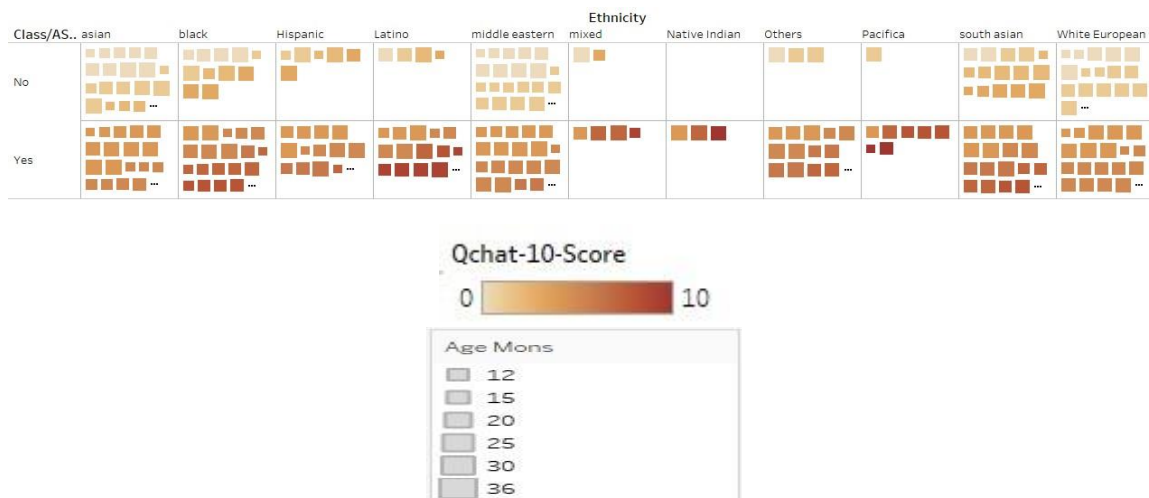 Ethnicity
Class/AS.. asian black Hispanic Latino middle eastern mixed Native Indian Others Pacifica south asian White European
No
...
... ...
...
Yes
... ... ...
... ... ... ... ... ...
Qchat-10-Score
0 10
Age Mons
12
15
20
25
30
36